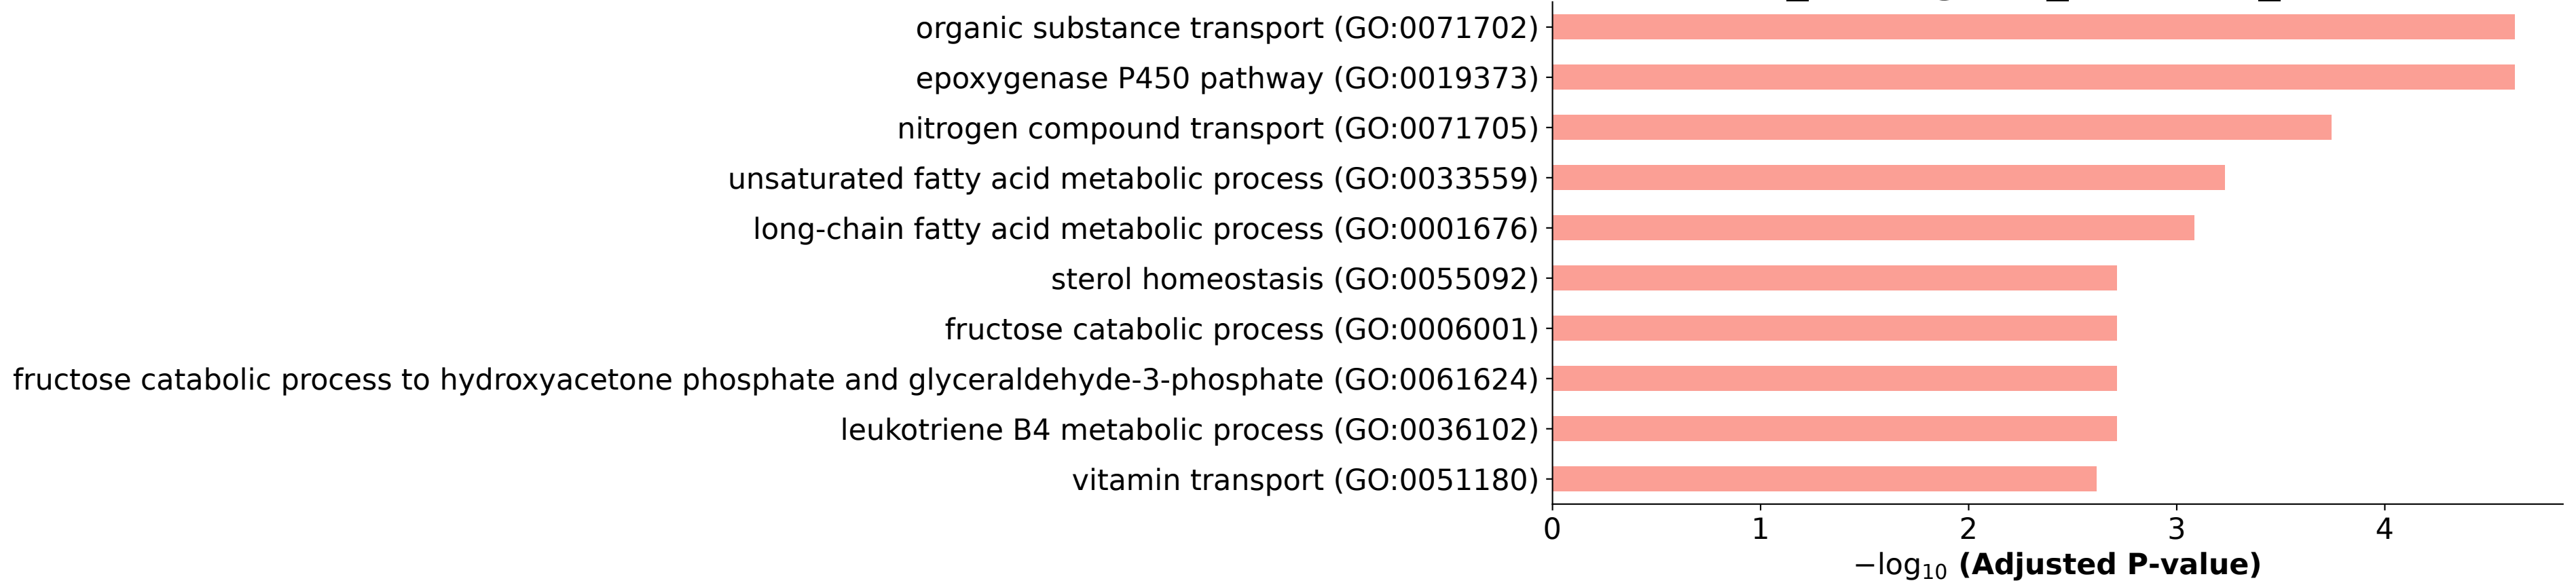 organic substance transport (GO:0071702)
epoxygenase P450 pathway (GO:0019373)
nitrogen compound transport (GO:0071705)
unsaturated fatty acid metabolic process (GO:0033559)
long-chain fatty acid metabolic process (GO:0001676)
sterol homeostasis (GO:0055092)
fructose catabolic process (GO:0006001)
fructose catabolic process to hydroxyacetone phosphate and glyceraldehyde-3-phosphate (GO:0061624)
leukotriene B4 metabolic process (GO:0036102)
vitamin transport (GO:0051180)
0 1 2 3 4
−log₁₀ (Adjusted P-value)